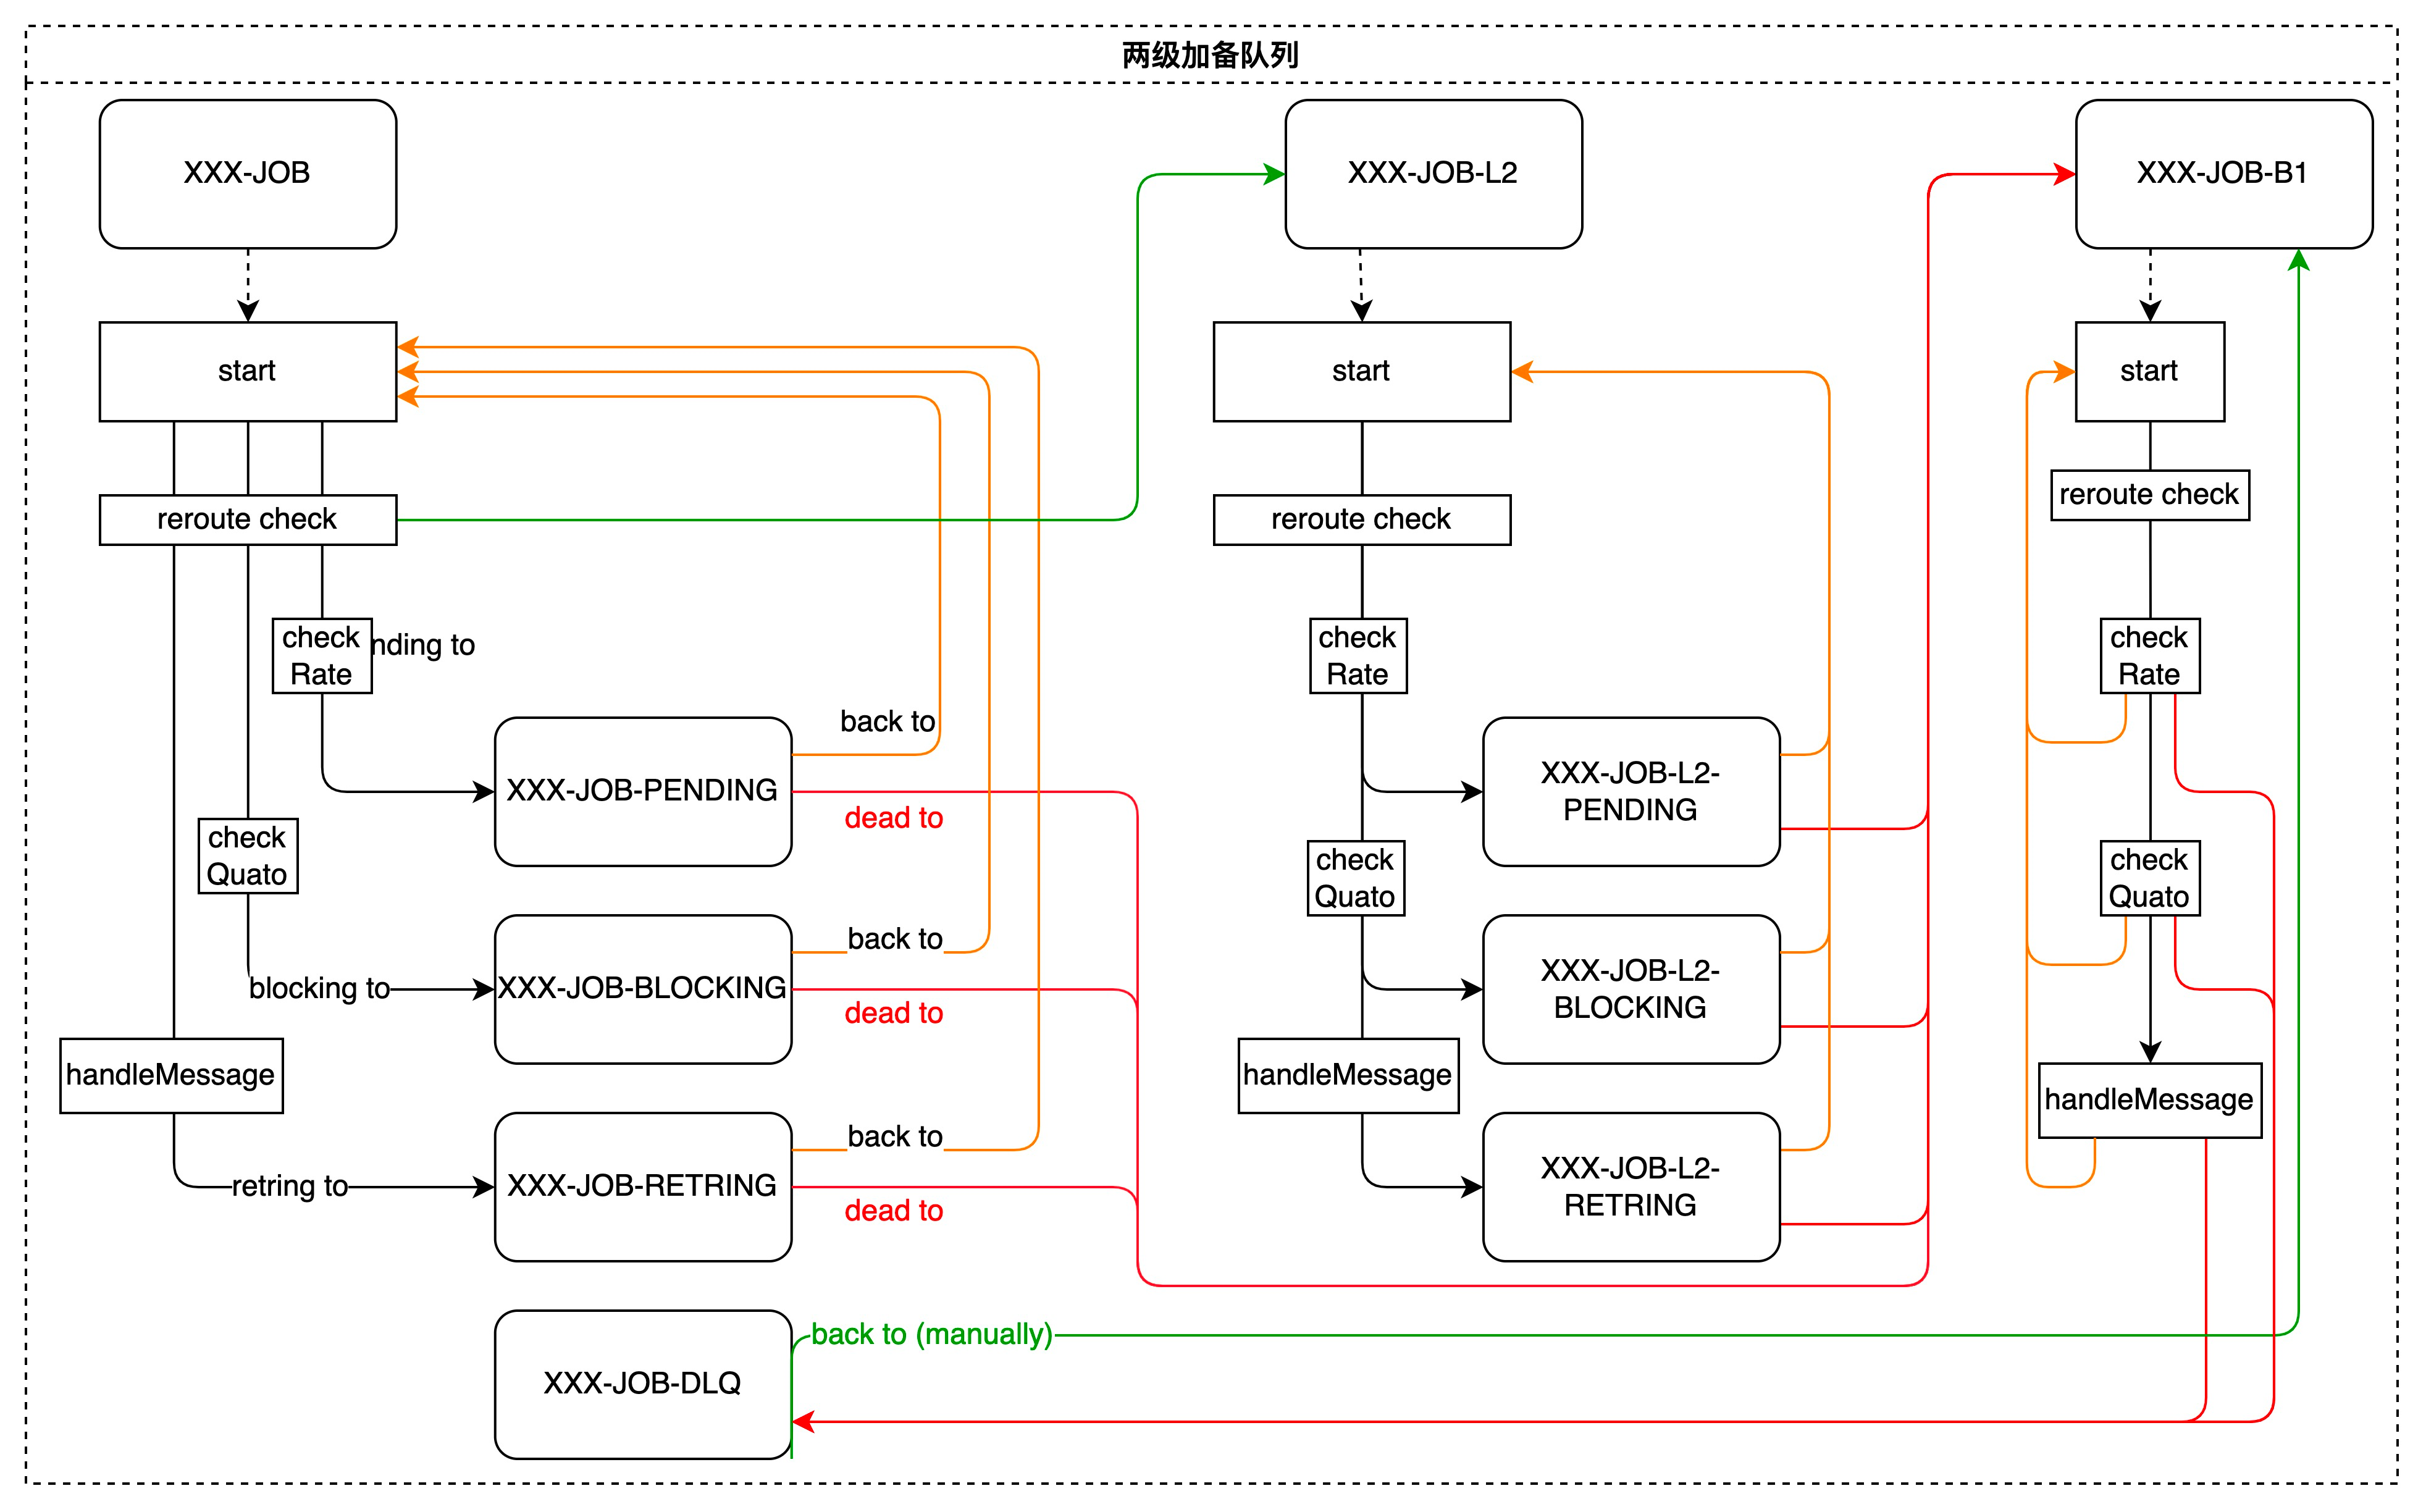 两级加备队列
XXX-JOB
XXX-JOB-L2
XXX-JOB-B1
start
start
start
reroute check
reroute check
reroute check
check
Rate
nding to
check
Rate
check
Rate
back to
XXX-JOB-PENDING
dead to
XXX-JOB-L2-
PENDING
check
Quato
check
Quato
check
Quato
back to
blocking to
XXX-JOB-BLOCKING
dead to
XXX-JOB-L2-
BLOCKING
handleMessage
handleMessage
handleMessage
back to
retring to
XXX-JOB-RETRING
dead to
XXX-JOB-L2-
RETRING
back to (manually)
XXX-JOB-DLQ